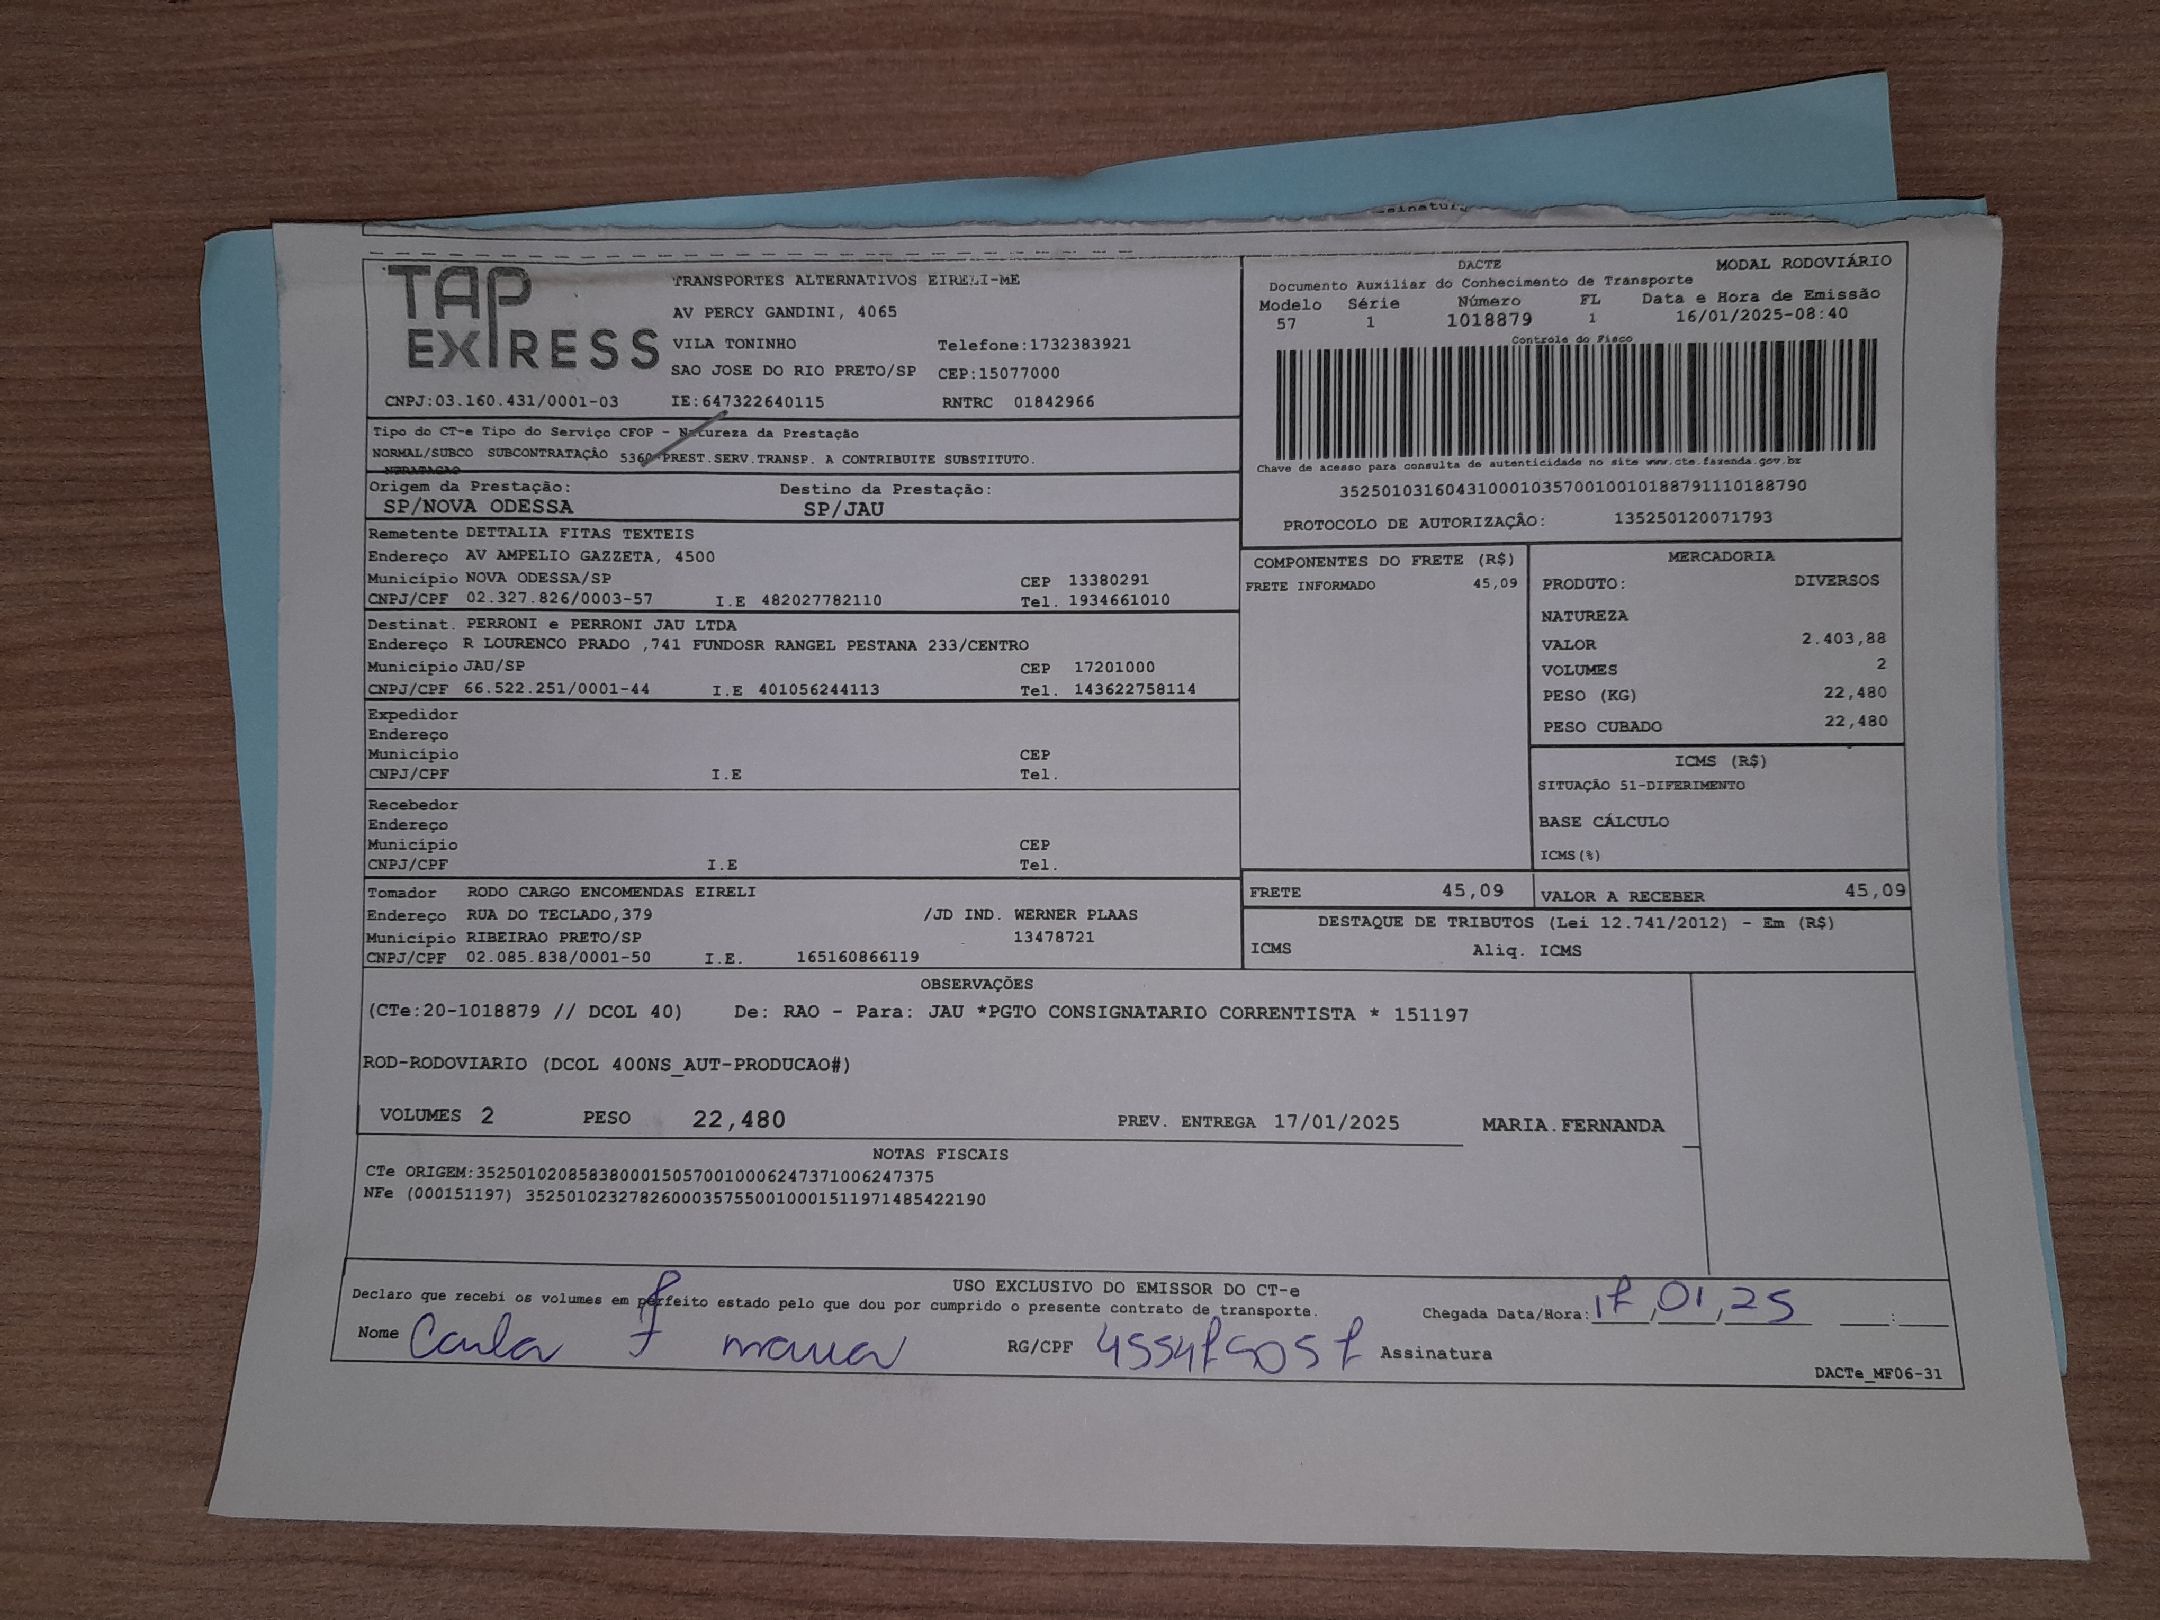 TAP EXPRESS
TRANSPORTES ALTERNATIVOS EIRELI-ME
AV PERCY GANDINI, 4065
VILA TONINHO Telefone:1732383921
SAO JOSE DO RIO PRETO/SP CEP:15077000
CNPJ:03.160.431/0001-03 IE:647322640115 RNTRC 01842966
DACTE MODAL RODOVIÁRIO
Documento Auxiliar do Conhecimento de Transporte
Modelo Série Número FL Data e Hora de Emissão
57 1 1018879 1 16/01/2025-08:40
Controle do Fisco
Chave de acesso para consulta de autenticidade no site www.cte.fazenda.gov.br
35250103160431000103570010010188791110188790
PROTOCOLO DE AUTORIZAÇÃO: 135250120071793
Tipo do CT-e Tipo do Serviço CFOP - Natureza da Prestação
NORMAL/SUBCO SUBCONTRATAÇÃO 5360-PREST.SERV.TRANSP. A CONTRIBUITE SUBSTITUTO.
Origem da Prestação: Destino da Prestação:
SP/NOVA ODESSA SP/JAU
Remetente DETTALIA FITAS TEXTEIS
Endereço AV AMPELIO GAZZETA, 4500
Município NOVA ODESSA/SP CEP 13380291
CNPJ/CPF 02.327.826/0003-57 I.E 482027782110 Tel. 1934661010
Destinat. PERRONI e PERRONI JAU LTDA
Endereço R LOURENCO PRADO ,741 FUNDOSR RANGEL PESTANA 233/CENTRO
Município JAU/SP CEP 17201000
CNPJ/CPF 66.522.251/0001-44 I.E 401056244113 Tel. 143622758114
Expedidor
Endereço
Município CEP
CNPJ/CPF I.E Tel.
Recebedor
Endereço
Município CEP
CNPJ/CPF I.E Tel.
Tomador RODO CARGO ENCOMENDAS EIRELI
Endereço RUA DO TECLADO,379 /JD IND. WERNER PLAAS
Município RIBEIRAO PRETO/SP 13478721
CNPJ/CPF 02.085.838/0001-50 I.E. 165160866119
COMPONENTES DO FRETE (R$)
FRETE INFORMADO 45,09
MERCADORIA
PRODUTO: DIVERSOS
NATUREZA
VALOR 2.403,88
VOLUMES 2
PESO (KG) 22,480
PESO CUBADO 22,480
ICMS (R$)
SITUAÇÃO 51-DIFERIMENTO
BASE CÁLCULO
ICMS(%)
FRETE 45,09 VALOR A RECEBER 45,09
DESTAQUE DE TRIBUTOS (Lei 12.741/2012) - Em (R$)
ICMS Aliq. ICMS
OBSERVAÇÕES
(CTe:20-1018879 // DCOL 40) De: RAO - Para: JAU *PGTO CONSIGNATARIO CORRENTISTA * 151197
ROD-RODOVIARIO (DCOL 400NS_AUT-PRODUCAO#)
VOLUMES 2 PESO 22,480 PREV. ENTREGA 17/01/2025 MARIA.FERNANDA
NOTAS FISCAIS
CTe ORIGEM:35250102085838000150570010006247371006247375
NFe (000151197) 35250102327826000357550010001511971485422190
USO EXCLUSIVO DO EMISSOR DO CT-e
Declaro que recebi os volumes em perfeito estado pelo que dou por cumprido o presente contrato de transporte. Chegada Data/Hora: 17,01,25 :
Nome Carla F RG/CPF Assinatura
DACTe_MF06-31